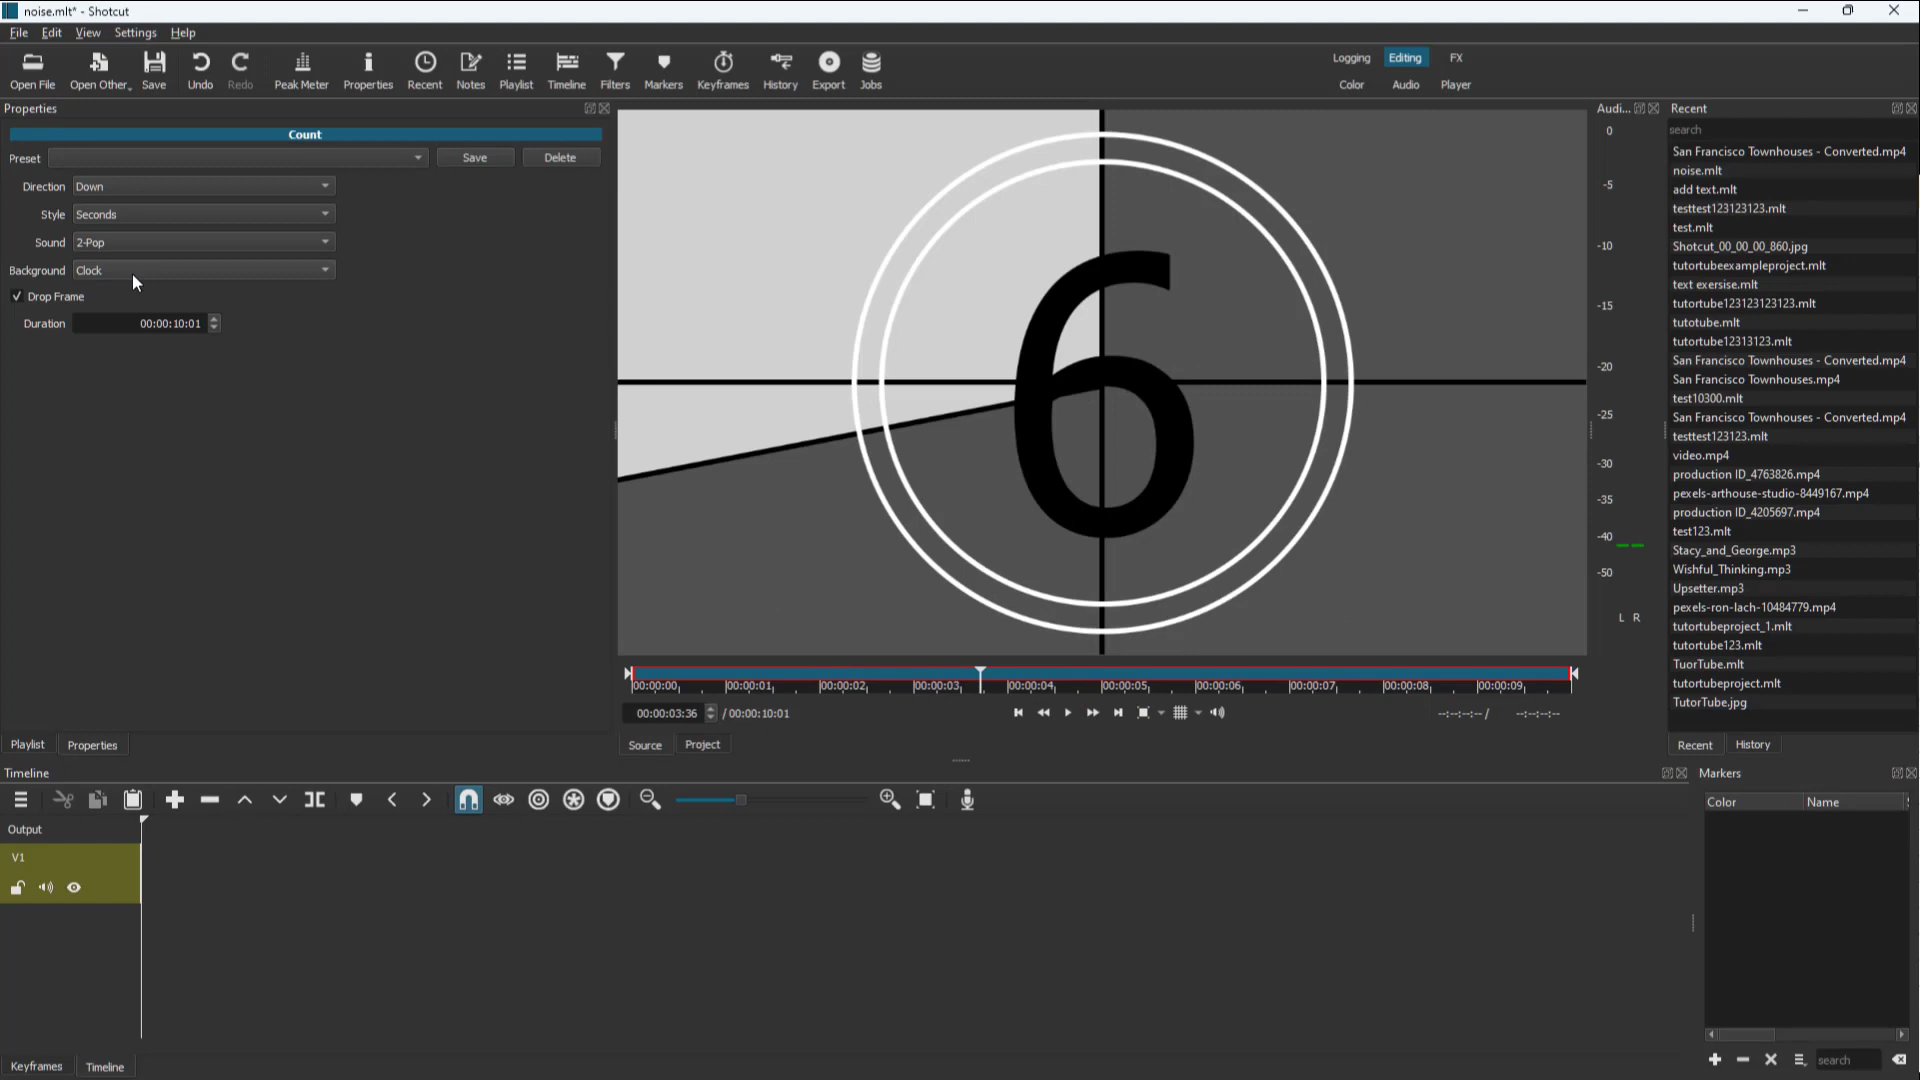 noise.mlt* - Shotcut
File Edit View Settings Help
Open File Open Other... Save Undo Redo Peak Meter Properties Recent Notes Playlist Timeline Filters Markers Keyframes History Export Jobs
Logging Editing FX
Color Audio Player
Properties
Count
Preset Save Delete
Direction Down
Style Seconds
Sound 2-Pop
Background Clock
Drop Frame
Duration 00:00:10:01
6
00:00:00 00:00:01 00:00:02 00:00:03 00:00:04 00:00:05 00:00:06 00:00:07 00:00:08 00:00:09
00:00:03:36 / 00:00:10:01
--:--:--:-- / --:--:--:--
Playlist Properties
Source Project
Audi...
0
-5
-10
-15
-20
-25
-30
-35
-40
-50
L R
Recent
search
San Francisco Townhouses - Converted.mp4
noise.mlt
add text.mlt
testtest123123123.mlt
test.mlt
Shotcut_00_00_00_860.jpg
tutortubeexampleproject.mlt
text exersise.mlt
tutortube123123123123.mlt
tutotube.mlt
tutortube12313123.mlt
San Francisco Townhouses - Converted.mp4
San Francisco Townhouses.mp4
test10300.mlt
San Francisco Townhouses - Converted.mp4
testtest123123.mlt
video.mp4
production ID_4763826.mp4
pexels-arthouse-studio-8449167.mp4
production ID_4205697.mp4
test123.mlt
Stacy_and_George.mp3
Wishful_Thinking.mp3
Upsetter.mp3
pexels-ron-lach-10484779.mp4
tutortubeproject_1.mlt
tutortube123.mlt
TuorTube.mlt
tutortubeproject.mlt
TutorTube.jpg
Recent History
Timeline
Output
V1
Keyframes Timeline
Markers
Color Name
search